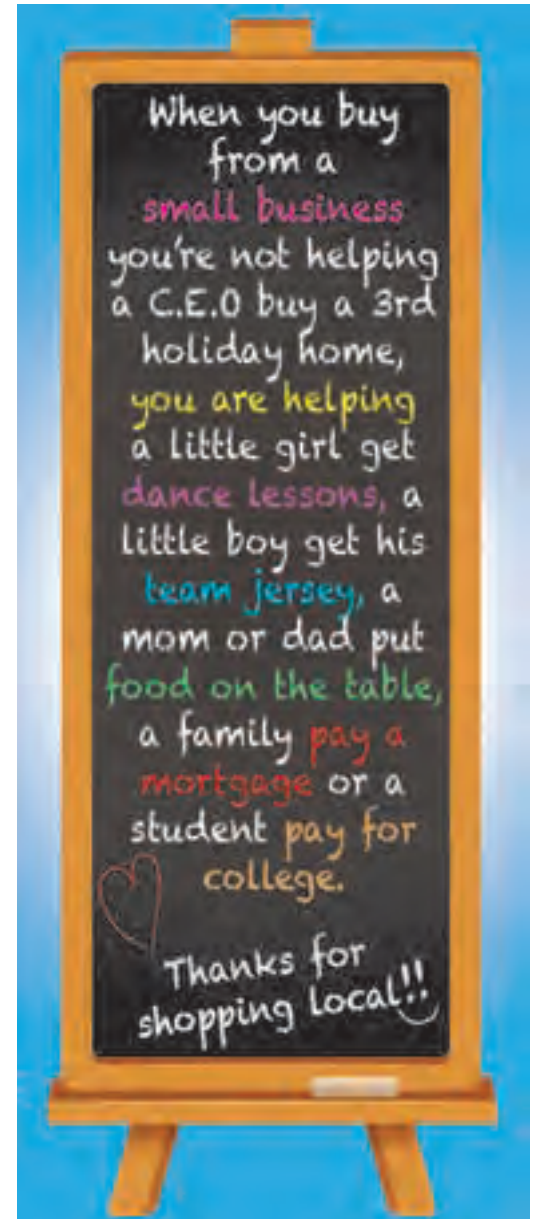 When you buy
from a
small business
you're not helping
a C.E.O buy a 3rd
holiday home,
you are helping
a little girl get
dance lessons, a
little boy get his
team jersey, a
mom or dad put
food on the table,
a family pay a
mortgage or a
student pay for
college.
Thanks for
shopping local!!